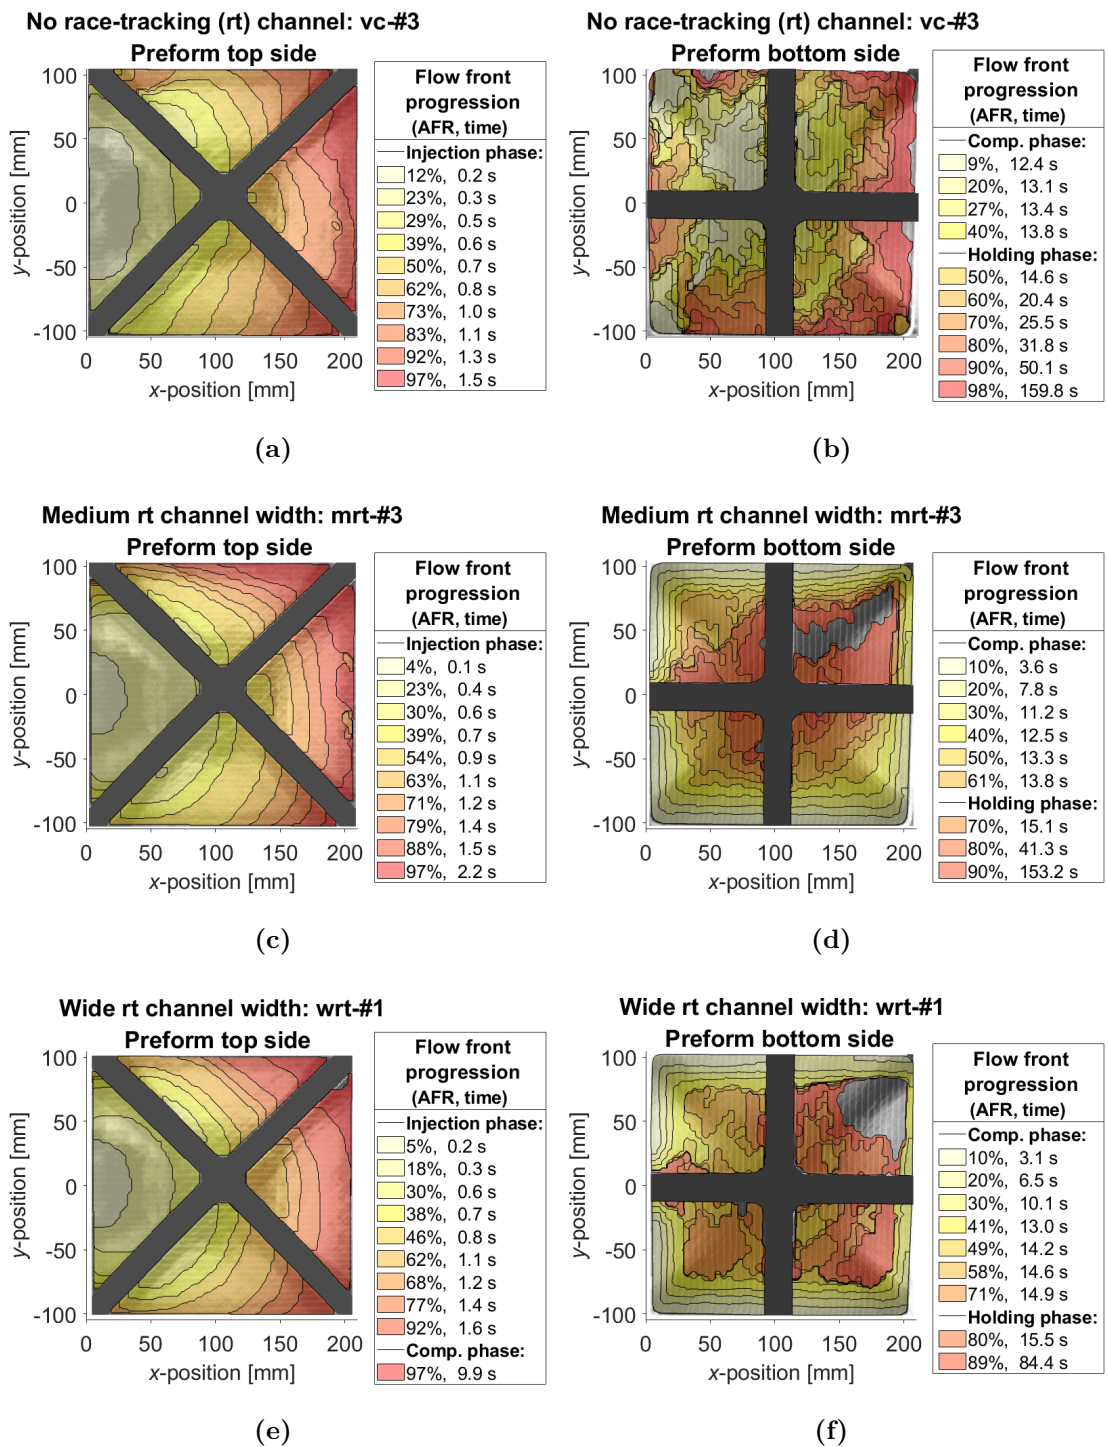 No race-tracking (rt) channel: vc-#3
Preform top side
100
50
0
-50
-100
y-position [mm]
0 50 100 150 200
x-position [mm]
Flow front
progression
(AFR, time)
Injection phase:
12%, 0.2 s
23%, 0.3 s
29%, 0.5 s
39%, 0.6 s
50%, 0.7 s
62%, 0.8 s
73%, 1.0 s
83%, 1.1 s
92%, 1.3 s
97%, 1.5 s
(a)
No race-tracking (rt) channel: vc-#3
Preform bottom side
100
50
0
-50
-100
y-position [mm]
0 50 100 150 200
x-position [mm]
Flow front
progression
(AFR, time)
Comp. phase:
9%, 12.4 s
20%, 13.1 s
27%, 13.4 s
40%, 13.8 s
Holding phase:
50%, 14.6 s
60%, 20.4 s
70%, 25.5 s
80%, 31.8 s
90%, 50.1 s
98%, 159.8 s
(b)
Medium rt channel width: mrt-#3
Preform top side
100
50
0
-50
-100
y-position [mm]
0 50 100 150 200
x-position [mm]
Flow front
progression
(AFR, time)
Injection phase:
4%, 0.1 s
23%, 0.4 s
30%, 0.6 s
39%, 0.7 s
54%, 0.9 s
63%, 1.1 s
71%, 1.2 s
79%, 1.4 s
88%, 1.5 s
97%, 2.2 s
(c)
Medium rt channel width: mrt-#3
Preform bottom side
100
50
0
-50
-100
y-position [mm]
0 50 100 150 200
x-position [mm]
Flow front
progression
(AFR, time)
Comp. phase:
10%, 3.6 s
20%, 7.8 s
30%, 11.2 s
40%, 12.5 s
50%, 13.3 s
61%, 13.8 s
Holding phase:
70%, 15.1 s
80%, 41.3 s
90%, 153.2 s
(d)
Wide rt channel width: wrt-#1
Preform top side
100
50
0
-50
-100
y-position [mm]
0 50 100 150 200
x-position [mm]
Flow front
progression
(AFR, time)
Injection phase:
5%, 0.2 s
18%, 0.3 s
30%, 0.6 s
38%, 0.7 s
46%, 0.8 s
62%, 1.1 s
68%, 1.2 s
77%, 1.4 s
92%, 1.6 s
Comp. phase:
97%, 9.9 s
(e)
Wide rt channel width: wrt-#1
Preform bottom side
100
50
0
-50
-100
y-position [mm]
0 50 100 150 200
x-position [mm]
Flow front
progression
(AFR, time)
Comp. phase:
10%, 3.1 s
20%, 6.5 s
30%, 10.1 s
41%, 13.0 s
49%, 14.2 s
58%, 14.6 s
71%, 14.9 s
Holding phase:
80%, 15.5 s
89%, 84.4 s
(f)